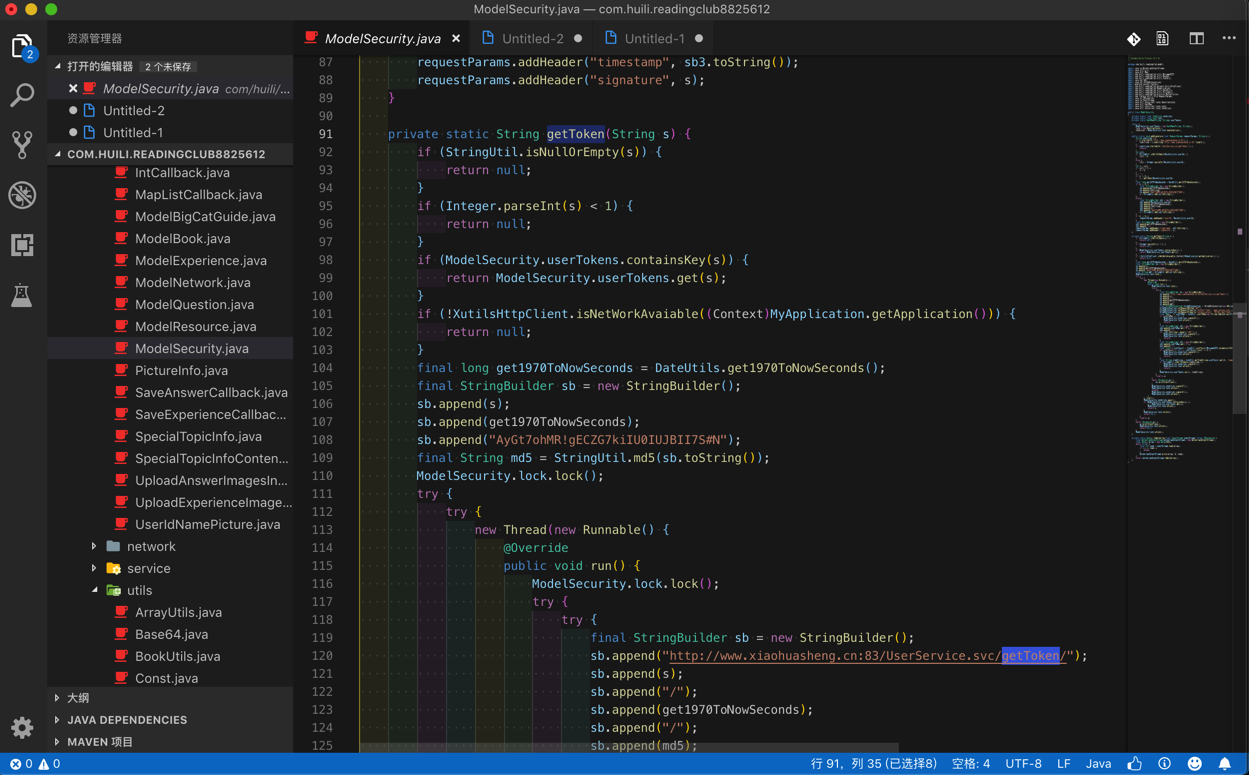 ModelSecurity.java — com.huili.readingclub8825612
资源管理器
ModelSecurity.java
Untitled-2
Untitled-1
2
打开的编辑器 2 个未保存
ModelSecurity.java com/huili/...
Untitled-2
Untitled-1
COM.HUILI.READINGCLUB8825612
IntCallback.java
MapListCallback.java
ModelBigCatGuide.java
ModelBook.java
ModelExperience.java
ModelNetwork.java
ModelQuestion.java
ModelResource.java
ModelSecurity.java
PictureInfo.java
SaveAnswerCallback.java
SaveExperienceCallbac...
SpecialTopicInfo.java
SpecialTopicInfoConten...
UploadAnswerImagesIn...
UploadExperienceImage...
UserIdNamePicture.java
network
service
utils
ArrayUtils.java
Base64.java
BookUtils.java
Const.java
大纲
JAVA DEPENDENCIES
MAVEN 项目
87 requestParams.addHeader("timestamp", sb3.toString());
88 requestParams.addHeader("signature", s);
89 }
90
91 private static String getToken(String s) {
92 if (StringUtil.isNullOrEmpty(s)) {
93 return null;
94 }
95 if (Integer.parseInt(s) < 1) {
96 return null;
97 }
98 if (ModelSecurity.userTokens.containsKey(s)) {
99 return ModelSecurity.userTokens.get(s);
100 }
101 if (!XutilsHttpClient.isNetWorkAvaiable((Context)MyApplication.getApplication())) {
102 return null;
103 }
104 final long get1970ToNowSeconds = DateUtils.get1970ToNowSeconds();
105 final StringBuilder sb = new StringBuilder();
106 sb.append(s);
107 sb.append(get1970ToNowSeconds);
108 sb.append("AyGt7ohMR!gECZG7kiIU0IUJBII7S#N");
109 final String md5 = StringUtil.md5(sb.toString());
110 ModelSecurity.lock.lock();
111 try {
112 try {
113 new Thread(new Runnable() {
114 @Override
115 public void run() {
116 ModelSecurity.lock.lock();
117 try {
118 try {
119 final StringBuilder sb = new StringBuilder();
120 sb.append("http://www.xiaohuasheng.cn:83/UserService.svc/getToken/");
121 sb.append(s);
122 sb.append("/");
123 sb.append(get1970ToNowSeconds);
124 sb.append("/");
125 sb.append(md5);
0 0 行 91，列 35 (已选择8) 空格: 4 UTF-8 LF Java